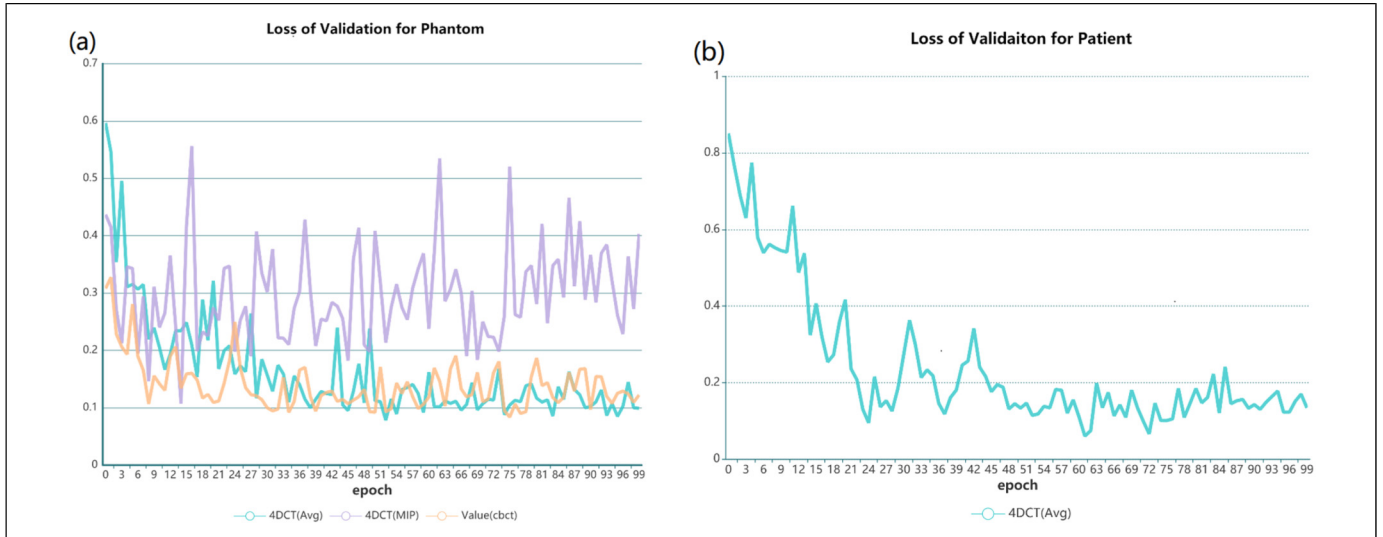 (a)
Loss of Validation for Phantom
0.7
0.6
0.5
0.4
0.3
0.2
0.1
0
0 3 6 9 12 15 18 21 24 27 30 33 36 39 42 45 48 51 54 57 60 63 66 69 72 75 78 81 84 87 90 93 96 99
epoch
4DCT(Avg) 4DCT(MIP) Value(cbct)
(b)
Loss of Validaiton for Patient
1
0.8
0.6
0.4
0.2
0
0 3 6 9 12 15 18 21 24 27 30 33 36 39 42 45 48 51 54 57 60 63 66 69 72 75 78 81 84 87 90 93 96 99
epoch
4DCT(Avg)